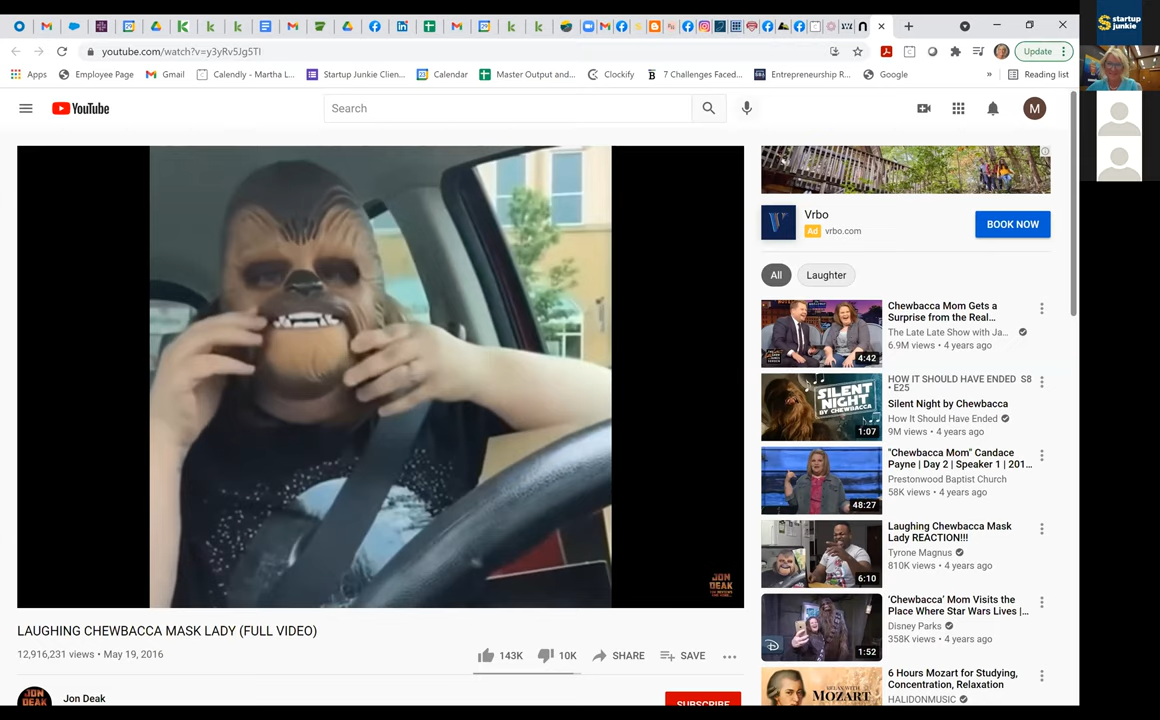 startup
junkie
youtube.com/watch?v=y3yRv5Jg5TI
Update
Apps
Employee Page
Gmail
Calendly - Martha L...
Startup Junkie Clien...
Calendar
Master Output and...
Clockify
7 Challenges Faced...
Entrepreneurship R...
Google
»
Reading list
YouTube
Search
M
Vrbo
Ad vrbo.com
BOOK NOW
All
Laughter
Chewbacca Mom Gets a
Surprise from the Real...
The Late Late Show with Ja...
6.9M views • 4 years ago
4:42
HOW IT SHOULD HAVE ENDED S8
• E25
Silent Night by Chewbacca
How It Should Have Ended
9M views • 4 years ago
SILENT
NIGHT
BY CHEWBACCA
1:07
"Chewbacca Mom" Candace
Payne | Day 2 | Speaker 1 | 201...
Prestonwood Baptist Church
58K views • 4 years ago
48:27
Laughing Chewbacca Mask
Lady REACTION!!!
Tyrone Magnus
810K views • 4 years ago
6:10
'Chewbacca' Mom Visits the
Place Where Star Wars Lives |...
Disney Parks
358K views • 4 years ago
1:52
6 Hours Mozart for Studying,
Concentration, Relaxation
HALIDONMUSIC
MOZART
JON
DEAK
LAUGHING CHEWBACCA MASK LADY (FULL VIDEO)
12,916,231 views • May 19, 2016
143K
10K
SHARE
SAVE
JON
DEAK
Jon Deak
SUBSCRIBE